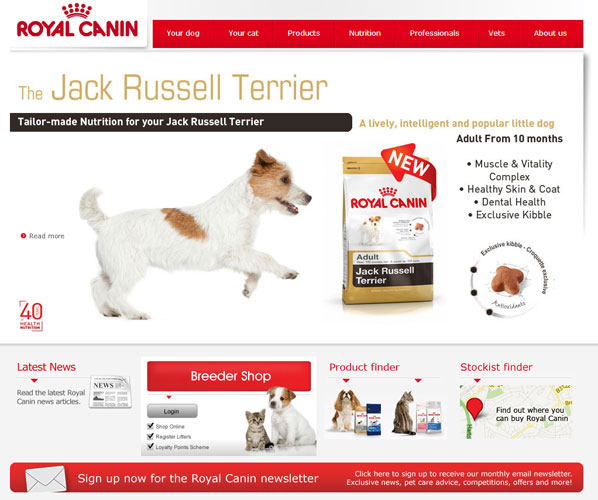 ROYAL CANIN
Your dog
Your cat
Products
Nutrition
Professionals
Vets
About us
The Jack Russell Terrier
Tailor-made Nutrition for your Jack Russell Terrier
A lively, intelligent and popular little dog
Adult From 10 months
• Muscle & Vitality
Complex
• Healthy Skin & Coat
• Dental Health
• Exclusive Kibble
NEW
ROYAL CANIN
Adult
Jack Russell
Terrier
Exclusive kibble - Croquette exclusive
Antioxidants
Read more
40
HEALTH
NUTRITION
Latest News
Read the latest Royal
Canin news articles.
NEWS
Breeder Shop
Login
Shop Online
Register Litters
Loyalty Points Scheme
Product finder
Stockist finder
Find out where you
can buy Royal Canin
Sign up now for the Royal Canin newsletter
Click here to sign up to receive our monthly email newsletter.
Exclusive news, pet care advice, competitions, offers and more!